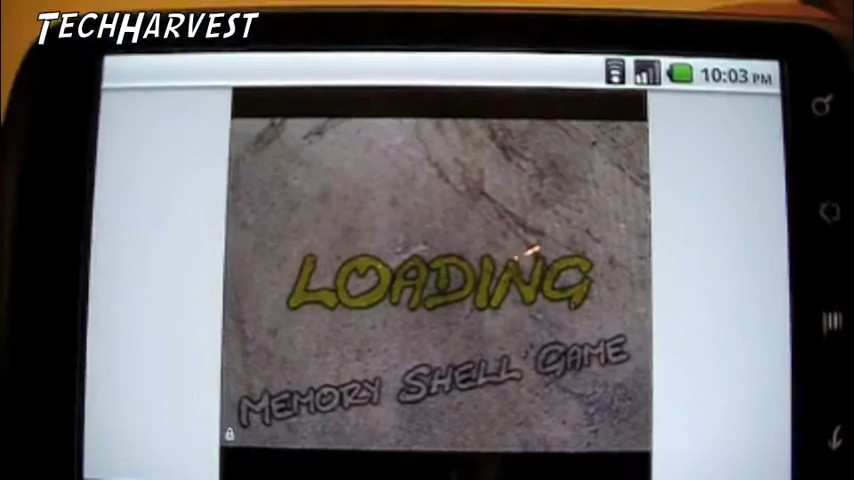 TECHHARVEST
10:03 PM
LOADING
MEMORY SHELL GAME